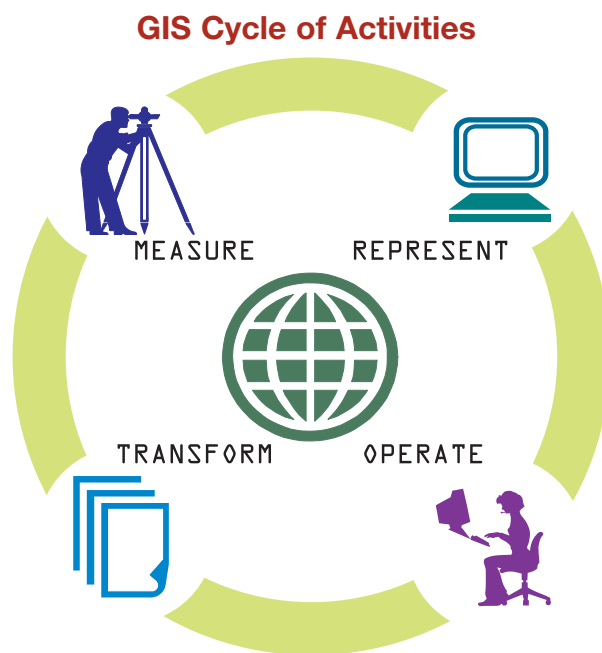 GIS Cycle of Activities
MEASURE
REPRESENT
TRANSFORM
OPERATE